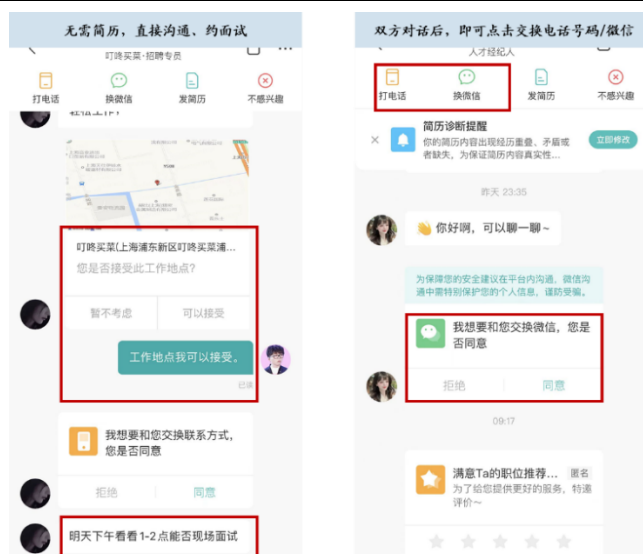 无需简历，直接沟通、约面试
叮咚买菜·招聘专员
打电话
换微信
发简历
不感兴趣
叮咚买菜(上海浦东新区叮咚买菜浦...
您是否接受此工作地点?
暂不考虑
可以接受
工作地点我可以接受。
已读
我想要和您交换联系方式，
您是否同意
拒绝
同意
明天下午看看1-2点能否现场面试
双方对话后，即可点击交换电话号码/微信
人才经纪人
打电话
换微信
发简历
不感兴趣
简历诊断提醒
你的简历内容出现经历重叠、矛盾或
者缺失，为保证简历内容真实性...
立即修改
昨天 23:35
你好啊，可以聊一聊~
为保障您的安全建议在平台内沟通，微信沟
通中需特别保护您的个人信息，谨防受骗。
我想要和您交换微信，您是
否同意
拒绝
同意
09:17
满意Ta的职位推荐...
匿名
为了给您提供更好的服务，特邀
评价~